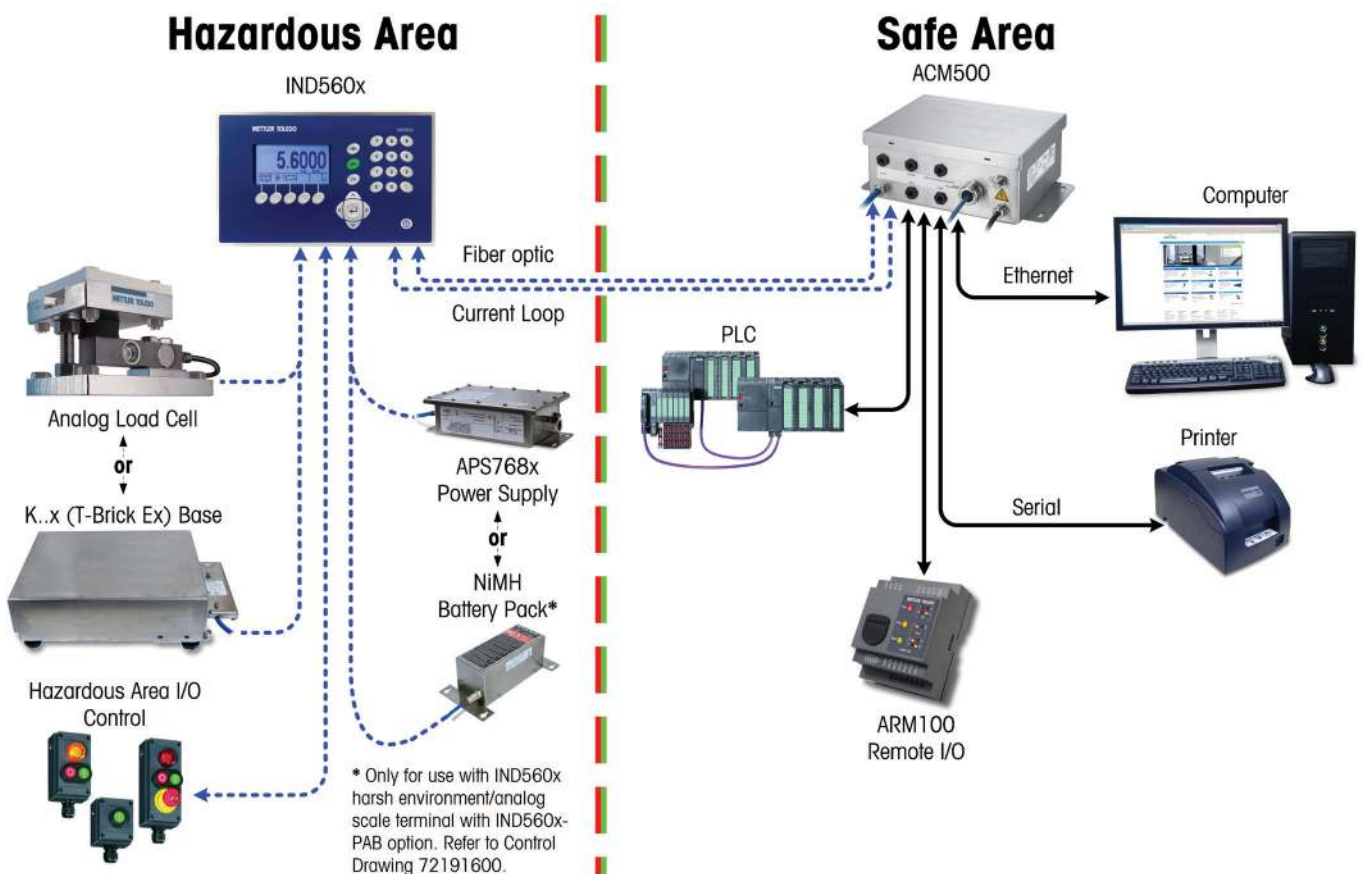 Hazardous Area
Safe Area
IND560x
ACM500
METTLER TOLEDO
5.6000
Computer
Fiber optic
Ethernet
METTLER TOLEDO
Current Loop
PLC
Analog Load Cell
or
K..x (T-Brick Ex) Base
APS768x
Power Supply
or
NiMH
Battery Pack*
Printer
Serial
Hazardous Area I/O
Control
ARM100
Remote I/O
* Only for use with IND560x
harsh environment/analog
scale terminal with IND560x-
PAB option. Refer to Control
Drawing 72191600.